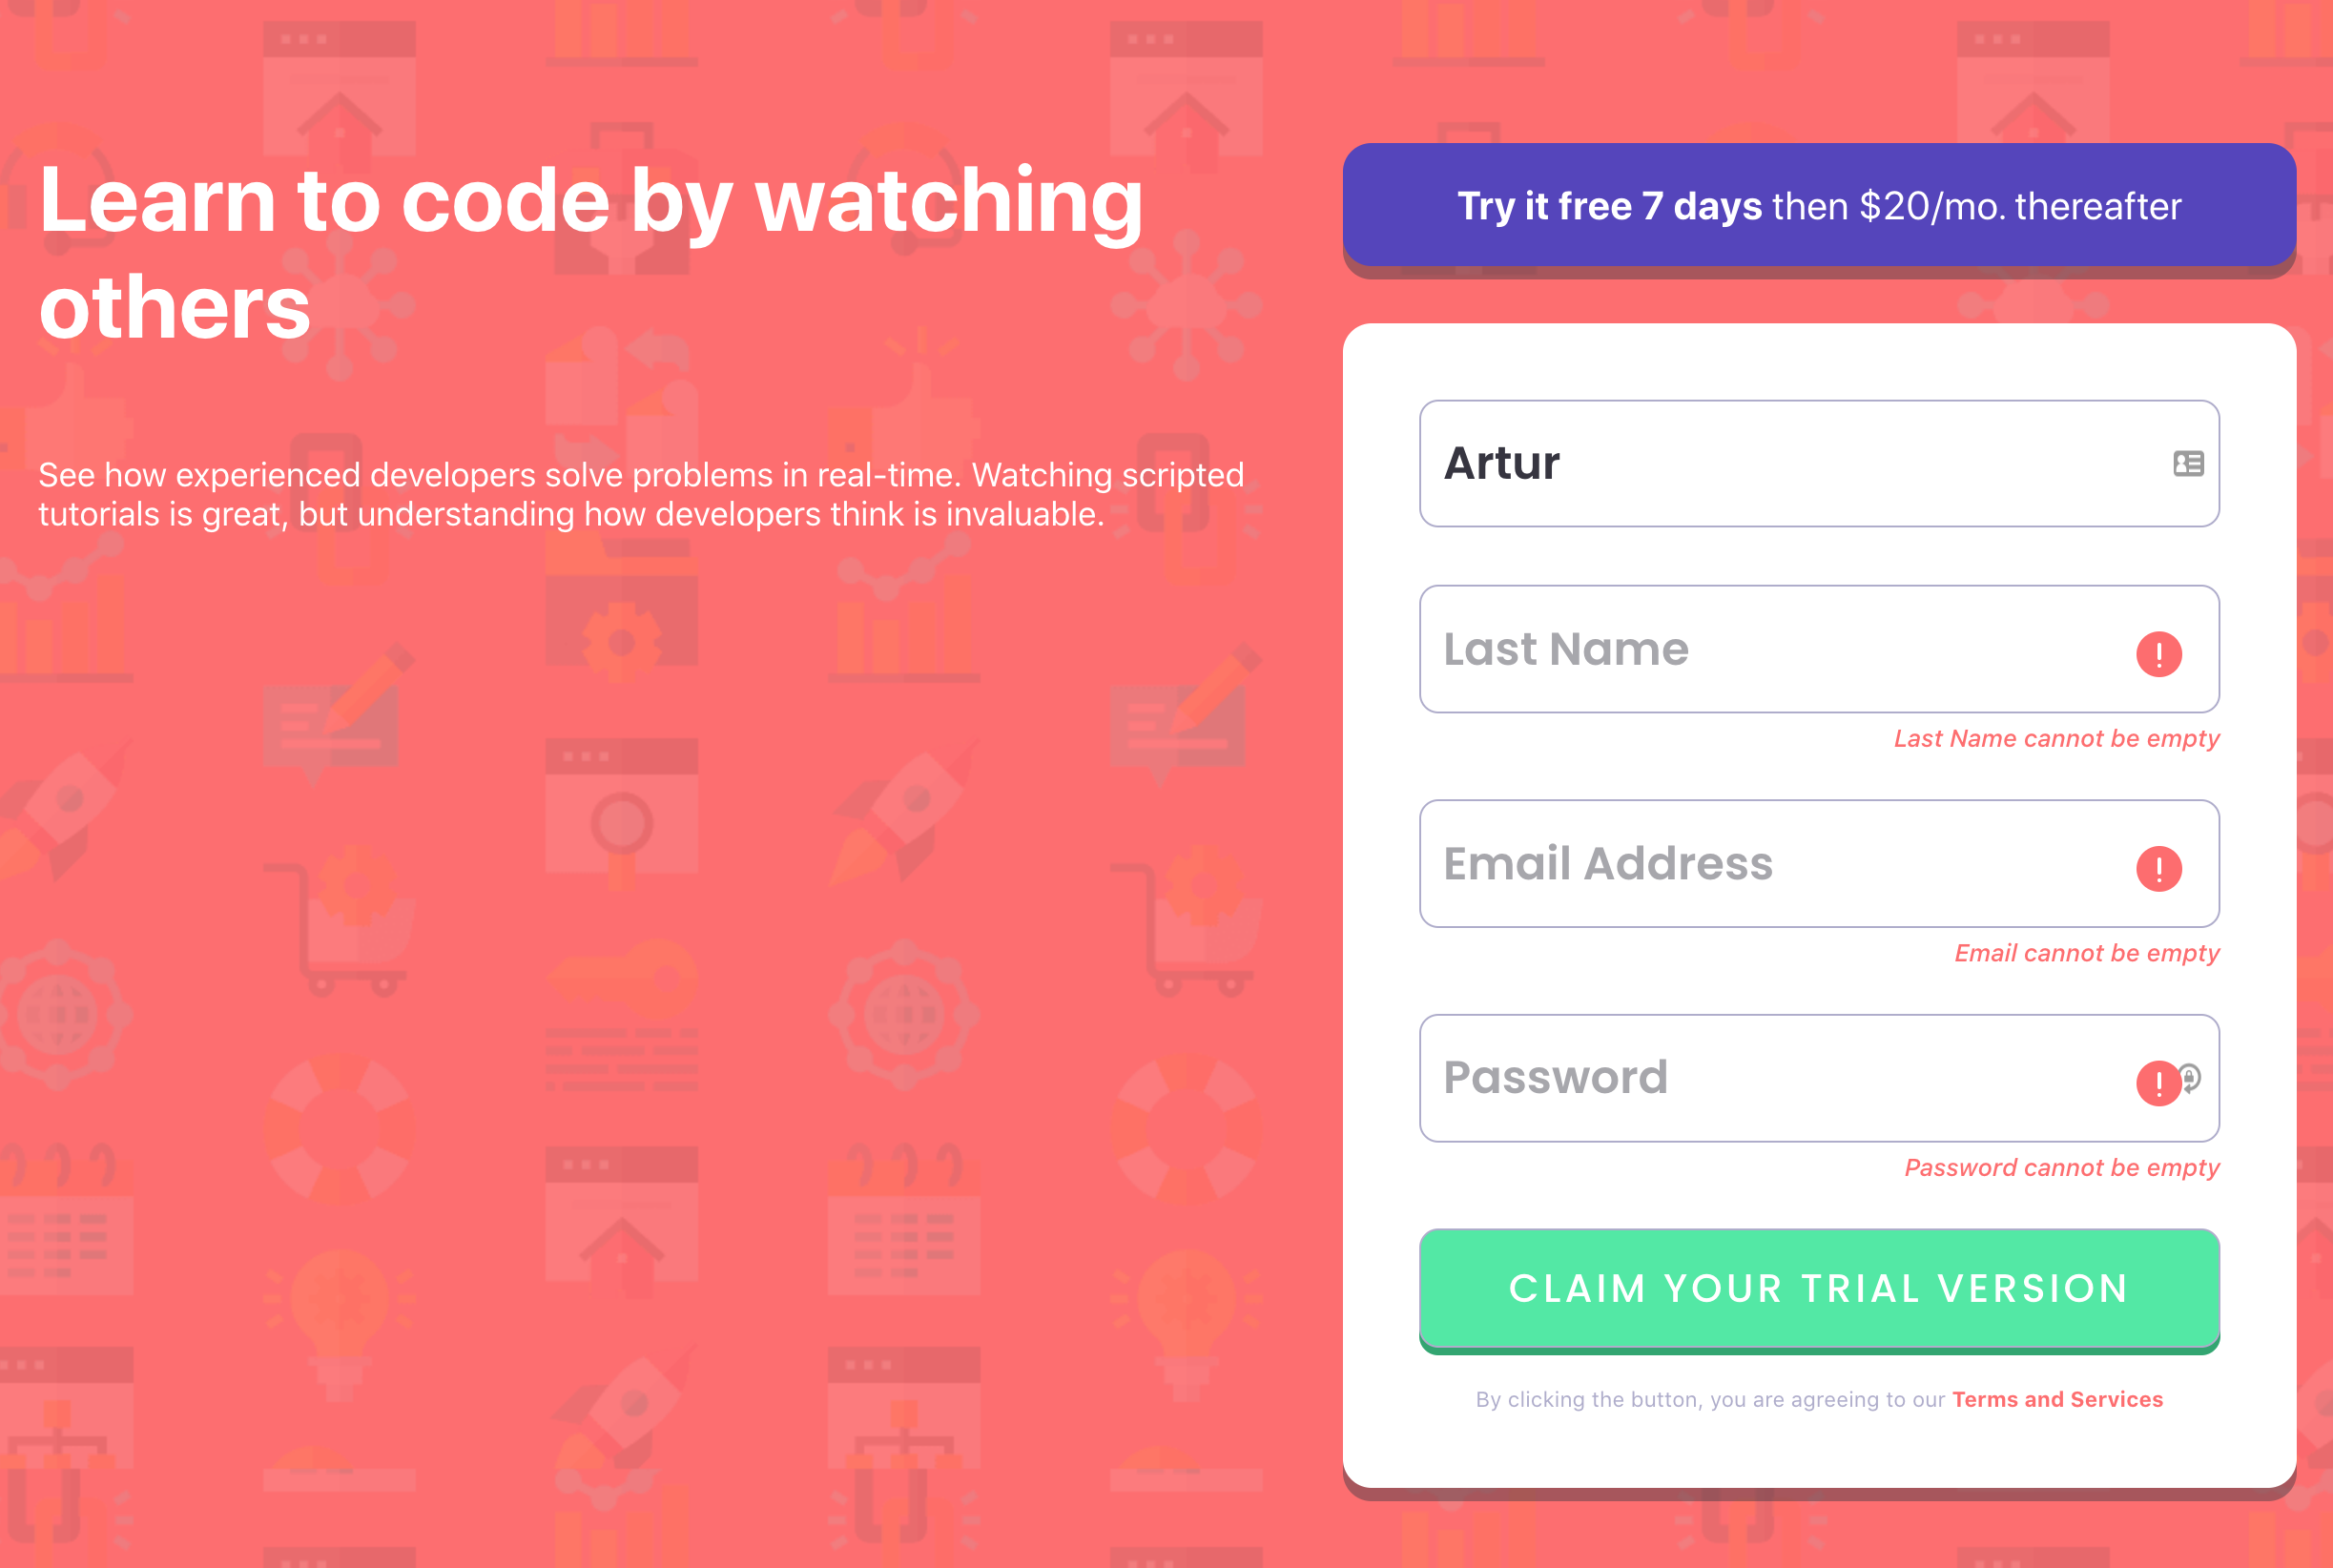 Learn to code by watching
others
See how experienced developers solve problems in real-time. Watching scripted
tutorials is great, but understanding how developers think is invaluable.
Try it free 7 days then $20/mo. thereafter
Artur
Last Name
Last Name cannot be empty
Email Address
Email cannot be empty
Password
Password cannot be empty
CLAIM YOUR TRIAL VERSION
By clicking the button, you are agreeing to our Terms and Services